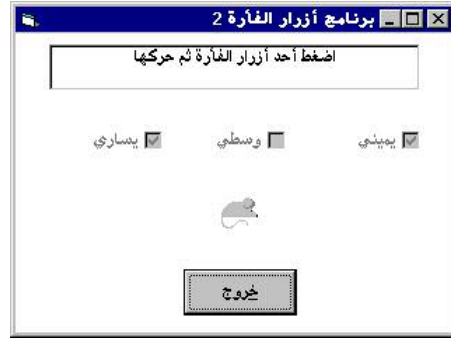 برنامج أزرار الفأرة 2
اضغط أحد أزرار الفأرة ثم حركها
يميني وسطي يساري
خروج